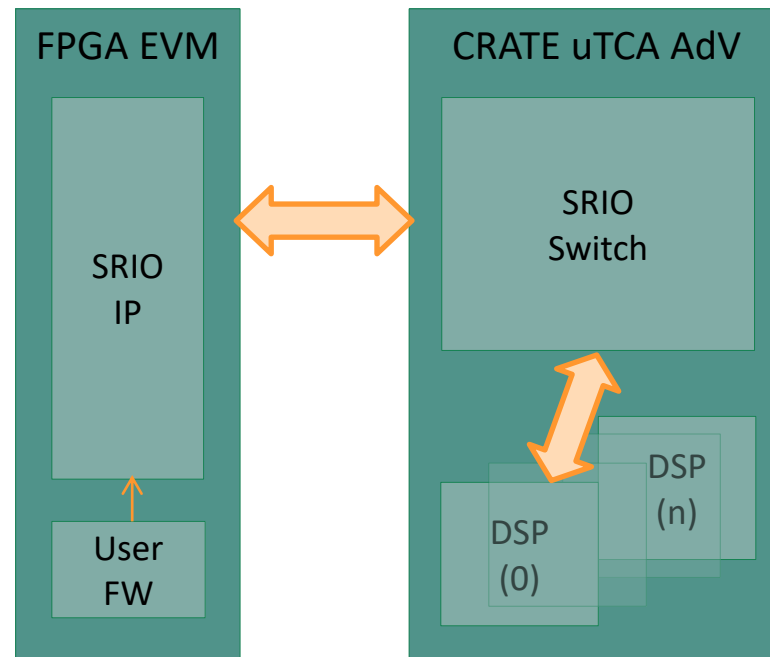 FPGA EVM
SRIO
IP
User
FW
CRATE uTCA AdV
SRIO
Switch
DSP
(0)
DSP
(n)